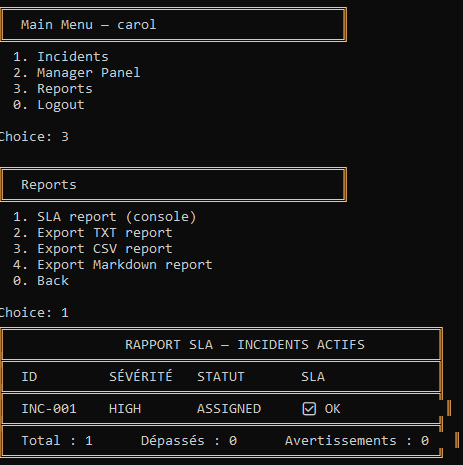 Main Menu — carol
1. Incidents
2. Manager Panel
3. Reports
0. Logout
Choice: 3
Reports
1. SLA report (console)
2. Export TXT report
3. Export CSV report
4. Export Markdown report
0. Back
Choice: 1
RAPPORT SLA — INCIDENTS ACTIFS
ID SÉVÉRITÉ STATUT SLA
INC-001 HIGH ASSIGNED ☑ OK
Total : 1 Dépassés : 0 Avertissements : 0